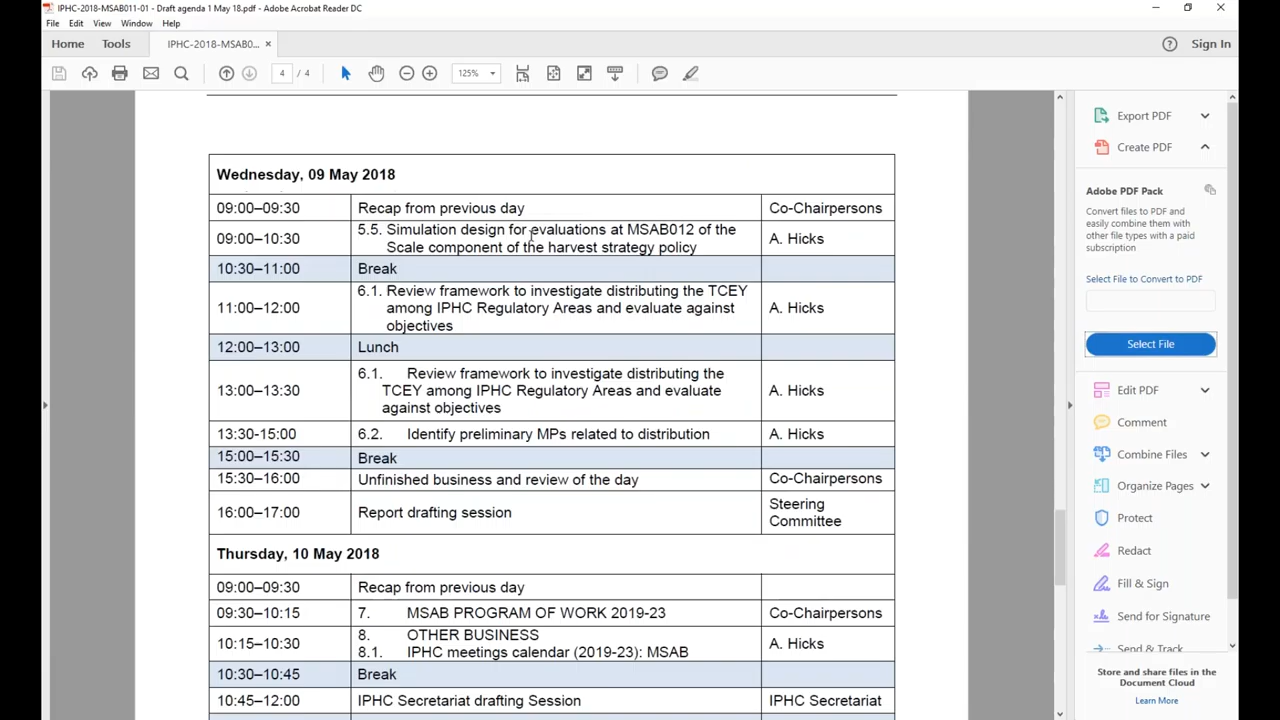 IPHC-2018-MSAB011-01 - Draft agenda 1 May 18.pdf - Adobe Acrobat Reader DC
File Edit View Window Help
Home Tools IPHC-2018-MSAB0... × Sign In
4 / 4 125%
Wednesday, 09 May 2018
09:00–09:30 Recap from previous day Co-Chairpersons
09:00–10:30 5.5. Simulation design for evaluations at MSAB012 of the
Scale component of the harvest strategy policy A. Hicks
10:30–11:00 Break
11:00–12:00 6.1. Review framework to investigate distributing the TCEY
among IPHC Regulatory Areas and evaluate against
objectives A. Hicks
12:00–13:00 Lunch
13:00–13:30 6.1. Review framework to investigate distributing the
TCEY among IPHC Regulatory Areas and evaluate
against objectives A. Hicks
13:30-15:00 6.2. Identify preliminary MPs related to distribution A. Hicks
15:00–15:30 Break
15:30–16:00 Unfinished business and review of the day Co-Chairpersons
16:00–17:00 Report drafting session Steering
Committee
Thursday, 10 May 2018
09:00–09:30 Recap from previous day
09:30–10:15 7. MSAB PROGRAM OF WORK 2019-23 Co-Chairpersons
10:15–10:30 8. OTHER BUSINESS
8.1. IPHC meetings calendar (2019-23): MSAB A. Hicks
10:30–10:45 Break
10:45–12:00 IPHC Secretariat drafting Session IPHC Secretariat
Export PDF
Create PDF
Adobe PDF Pack
Convert files to PDF and
easily combine them with
other file types with a paid
subscription
Select File to Convert to PDF
Select File
Edit PDF
Comment
Combine Files
Organize Pages
Protect
Redact
Fill & Sign
Send for Signature
Send & Track
Store and share files in the
Document Cloud
Learn More